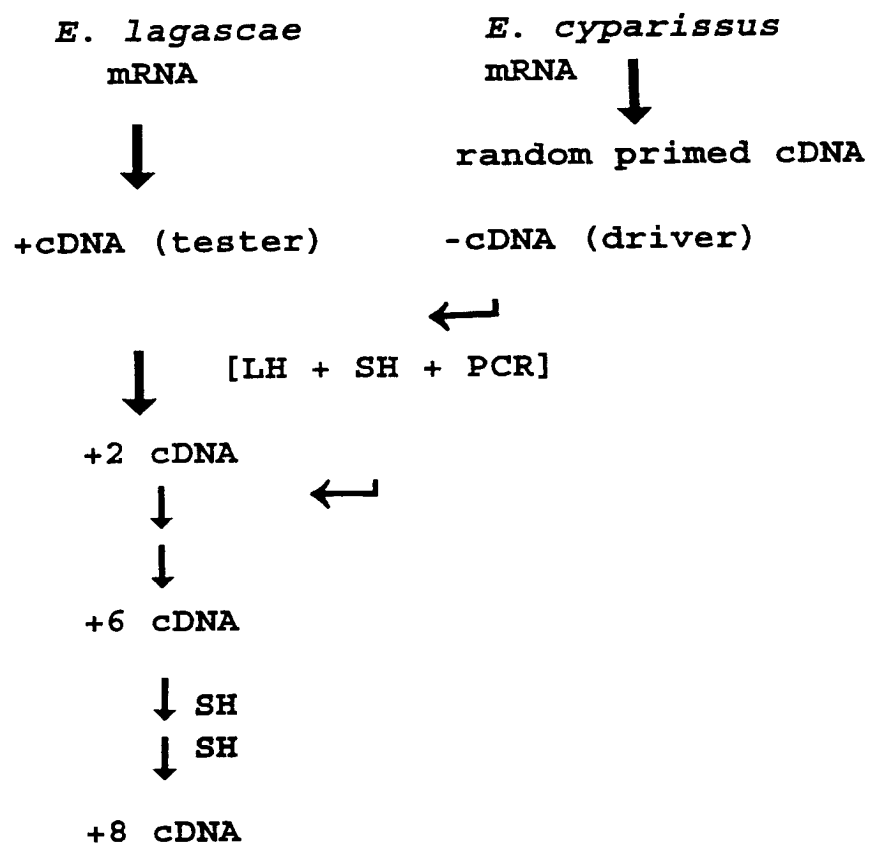 E. lagascae
mRNA
E. cyparissus
mRNA
random primed cDNA
+cDNA (tester)
-cDNA (driver)
[LH + SH + PCR]
+2 cDNA
+6 cDNA
SH
SH
+8 cDNA